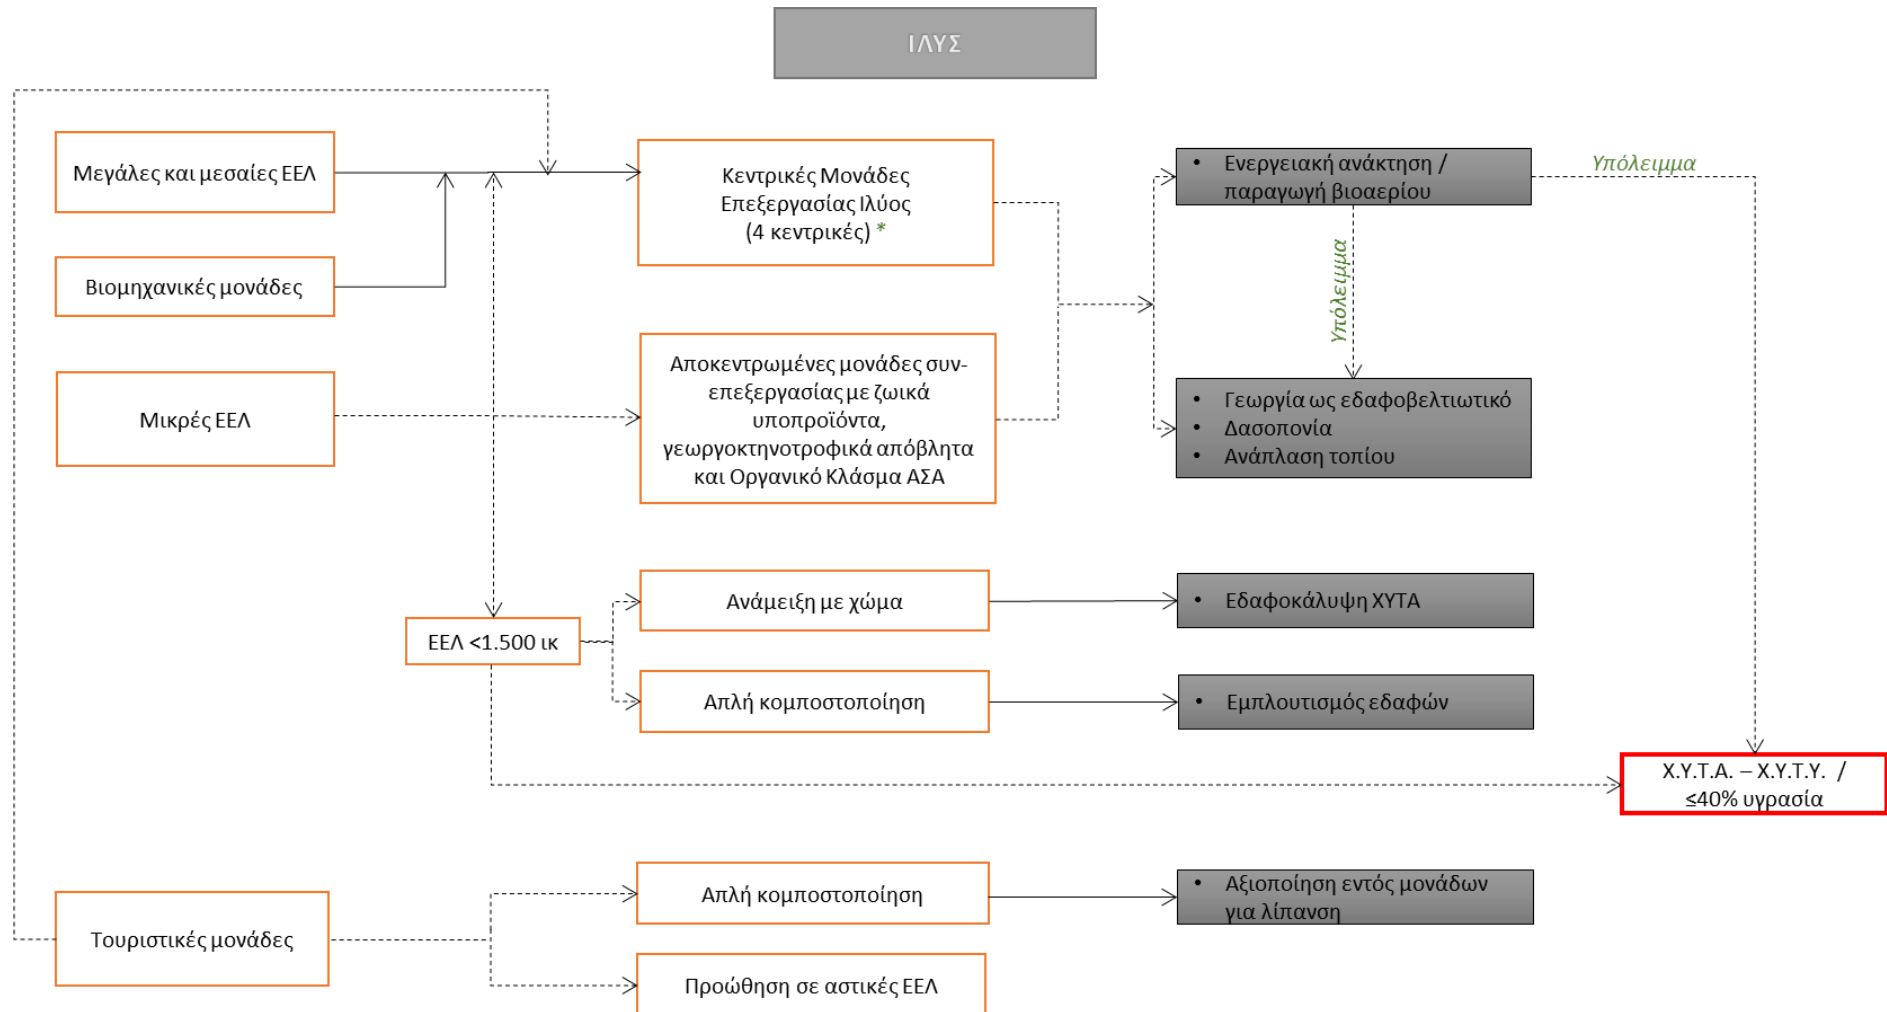 ΙΛΥΣ
Μεγάλες και μεσαίες ΕΕΛ
Βιομηχανικές μονάδες
Μικρές ΕΕΛ
Κεντρικές Μονάδες
Επεξεργασίας Ιλύος
(4 κεντρικές) *
Αποκεντρωμένες μονάδες συν-
επεξεργασίας με ζωικά
υποπροϊόντα,
γεωργοκτηνοτροφικά απόβλητα
και Οργανικό Κλάσμα ΑΣΑ
• Ενεργειακή ανάκτηση /
παραγωγή βιοαερίου
Υπόλειμμα
Υπόλειμμα
• Γεωργία ως εδαφοβελτιωτικό
• Δασοπονία
• Ανάπλαση τοπίου
ΕΕΛ <1.500 ικ
Ανάμειξη με χώμα
• Εδαφοκάλυψη ΧΥΤΑ
Απλή κομποστοποίηση
• Εμπλουτισμός εδαφών
Χ.Υ.Τ.Α. – Χ.Υ.Τ.Υ. /
≤40% υγρασία
Τουριστικές μονάδες
Απλή κομποστοποίηση
• Αξιοποίηση εντός μονάδων
για λίπανση
Προώθηση σε αστικές ΕΕΛ